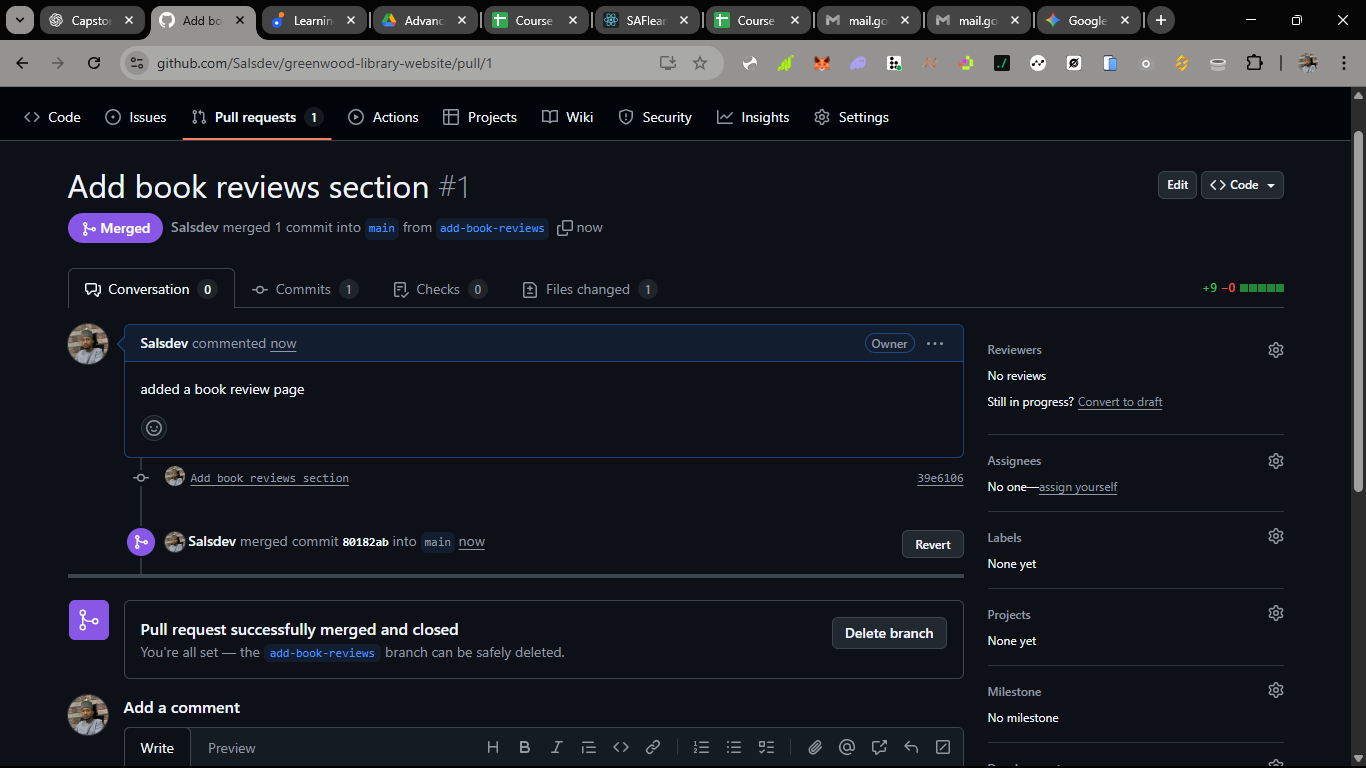 Capstor
Add bo
Learnin
Advanc
Course
SAFlear
Course
mail.go
mail.go
Google
github.com/Salsdev/greenwood-library-website/pull/1
Code
Issues
Pull requests 1
Actions
Projects
Wiki
Security
Insights
Settings
Add book reviews section #1
Edit
Code
Merged
Salsdev merged 1 commit into main from add-book-reviews now
Conversation 0
Commits 1
Checks 0
Files changed 1
+9 −0
Salsdev commented now
Owner
added a book review page
Add book reviews section
39e6106
Salsdev merged commit 80182ab into main now
Revert
Pull request successfully merged and closed
You're all set — the add-book-reviews branch can be safely deleted.
Delete branch
Add a comment
Write
Preview
Reviewers
No reviews
Still in progress? Convert to draft
Assignees
No one—assign yourself
Labels
None yet
Projects
None yet
Milestone
No milestone